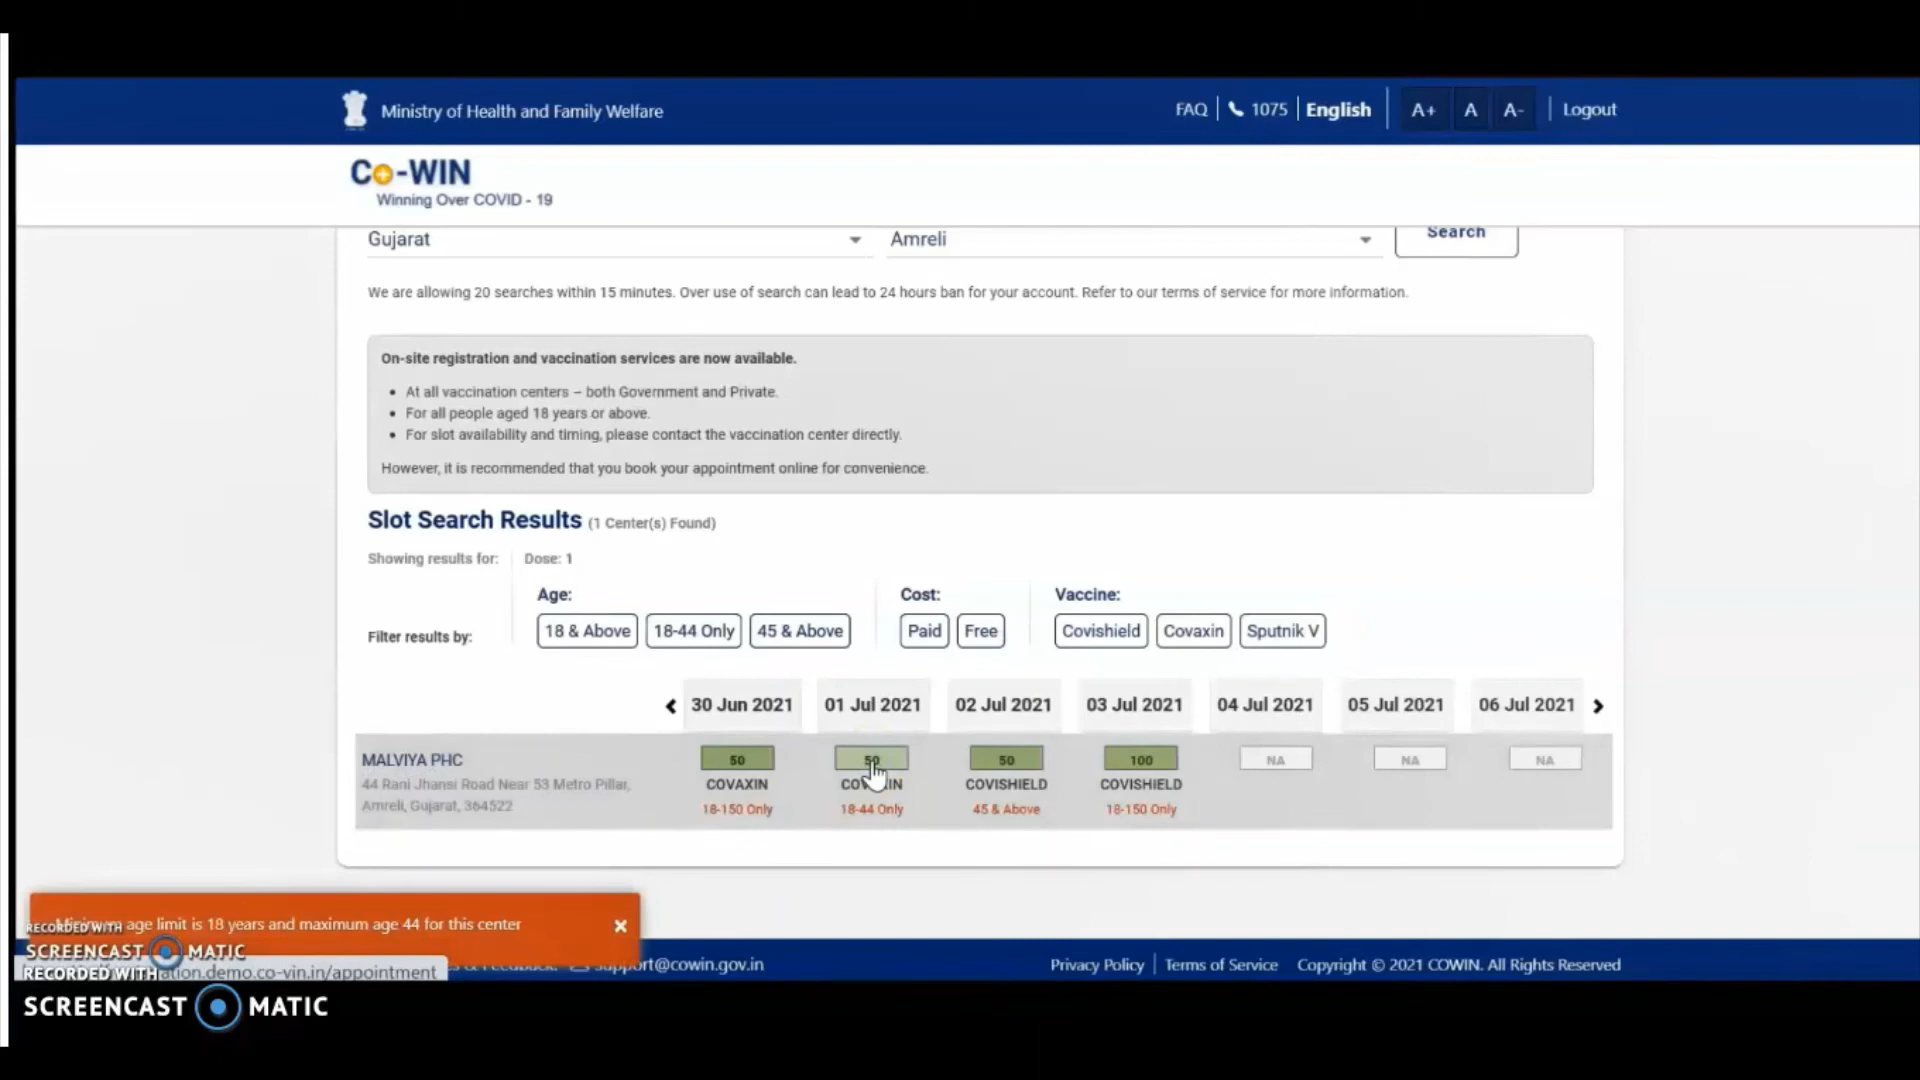 Ministry of Health and Family Welfare
FAQ 1075 English A+ A A- Logout
Co-WIN
Winning Over COVID - 19
Gujarat Amreli Search
We are allowing 20 searches within 15 minutes. Over use of search can lead to 24 hours ban for your account. Refer to our terms of service for more information.
On-site registration and vaccination services are now available.
• At all vaccination centers – both Government and Private.
• For all people aged 18 years or above.
• For slot availability and timing, please contact the vaccination center directly.
However, it is recommended that you book your appointment online for convenience.
Slot Search Results (1 Center(s) Found)
Showing results for: Dose: 1
Age: Cost: Vaccine:
Filter results by: 18 & Above 18-44 Only 45 & Above Paid Free Covishield Covaxin Sputnik V
30 Jun 2021 01 Jul 2021 02 Jul 2021 03 Jul 2021 04 Jul 2021 05 Jul 2021 06 Jul 2021
MALVIYA PHC 50 50 50 100 NA NA NA
44 Rani Jhansi Road Near 53 Metro Pillar, COVAXIN COVISHIELD COVISHIELD
Amreli, Gujarat, 364522 18-150 Only 18-44 Only 45 & Above 18-150 Only
age limit is 18 years and maximum age 44 for this center
RECORDED WITH
SCREENCAST MATIC
support@cowin.gov.in Privacy Policy Terms of Service Copyright © 2021 COWIN. All Rights Reserved
RECORDED WITH ation.demo.co-vin.in/appointment
SCREENCAST MATIC